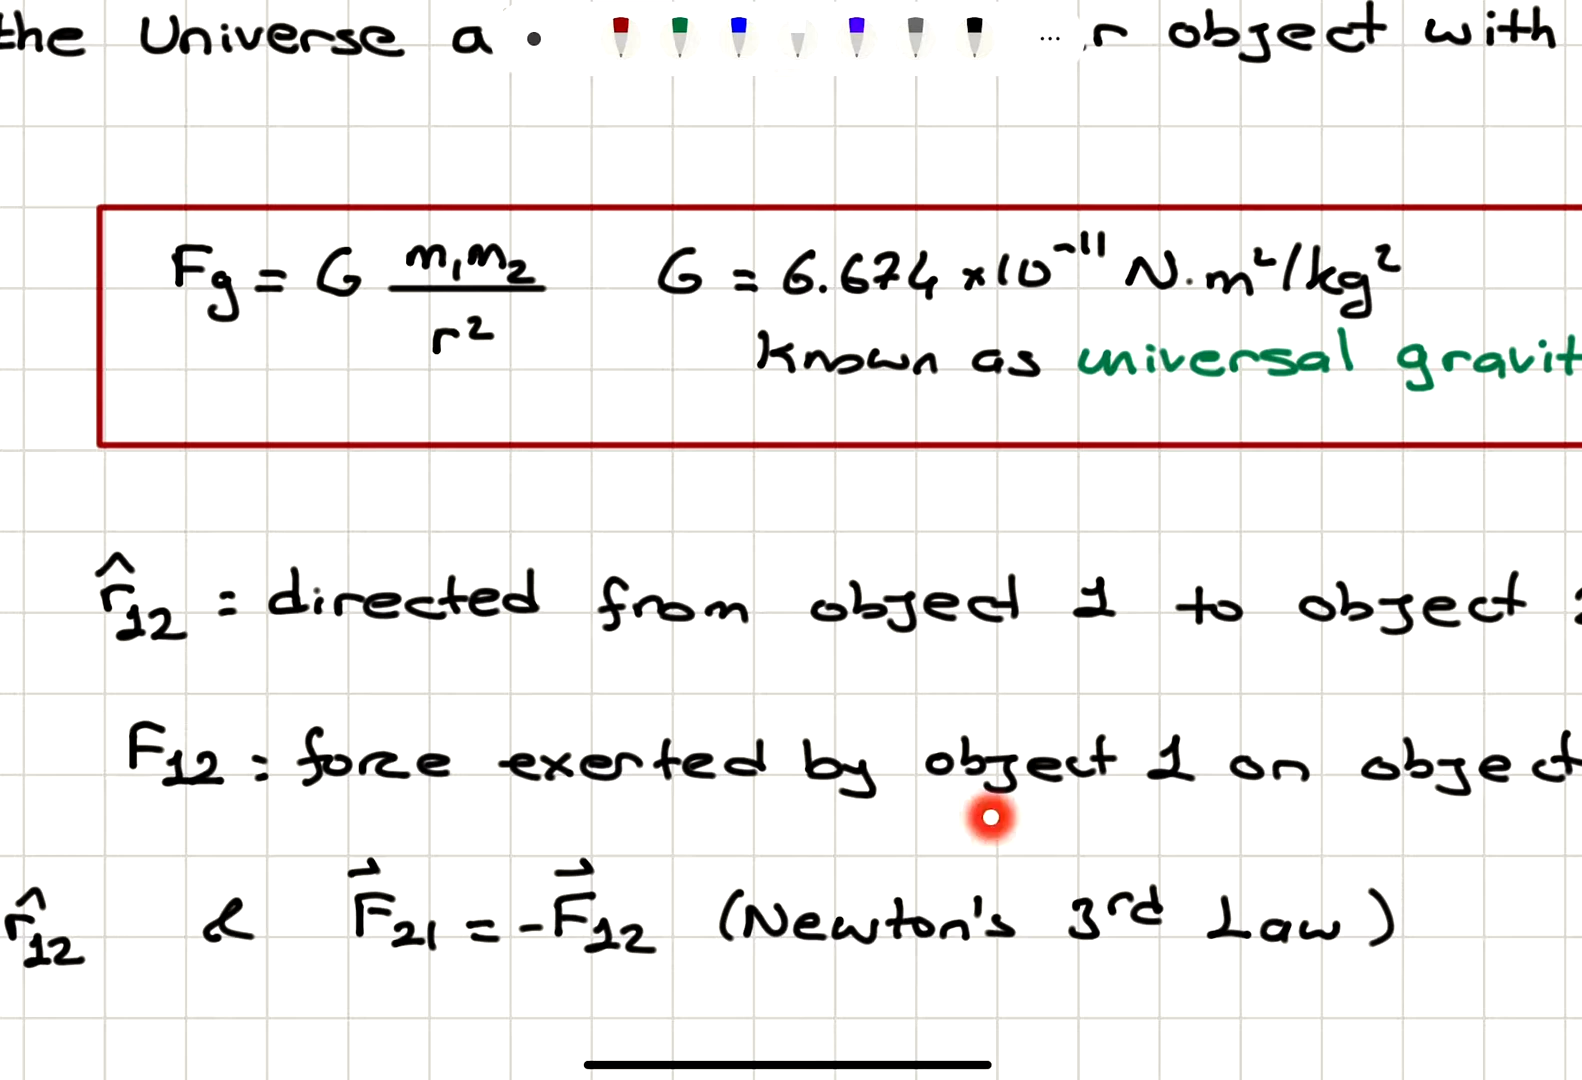 the Universe a r object with
F_g = G m₁m₂ / r² G = 6.674 ×10⁻¹¹ N.m²/kg²
known as universal gravit
r̂₁₂ = directed from object 1 to object
F₁₂ : force exerted by object 1 on object
r̂₁₂ & F⃗₂₁ = -F⃗₁₂ (Newton's 3rd Law)